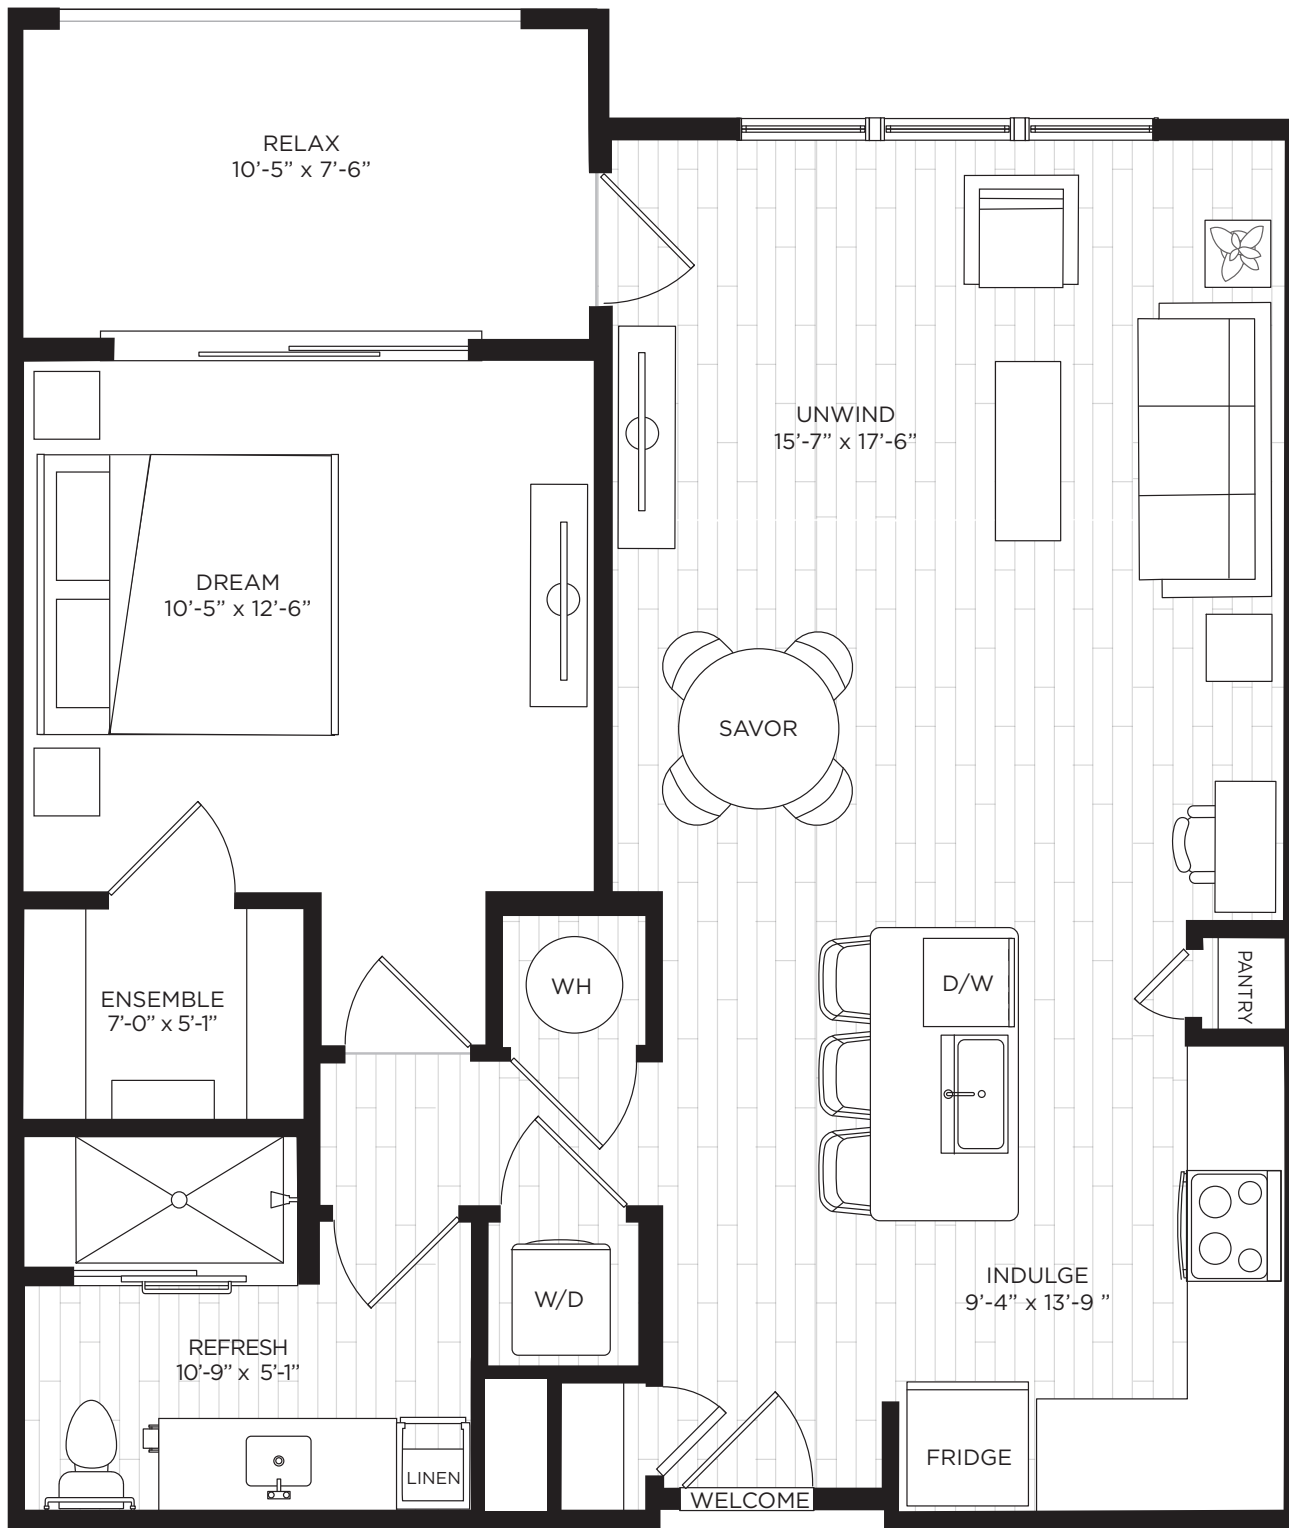 RELAX
10’-5” x 7’-6”
UNWIND
15’-7” x 17’-6”
DREAM
10’-5” x 12’-6”
SAVOR
ENSEMBLE
7’-0” x 5’-1”
WH
D/W
PANTRY
W/D
INDULGE
9’-4” x 13’-9 ”
REFRESH
10’-9” x 5’-1”
LINEN
FRIDGE
WELCOME